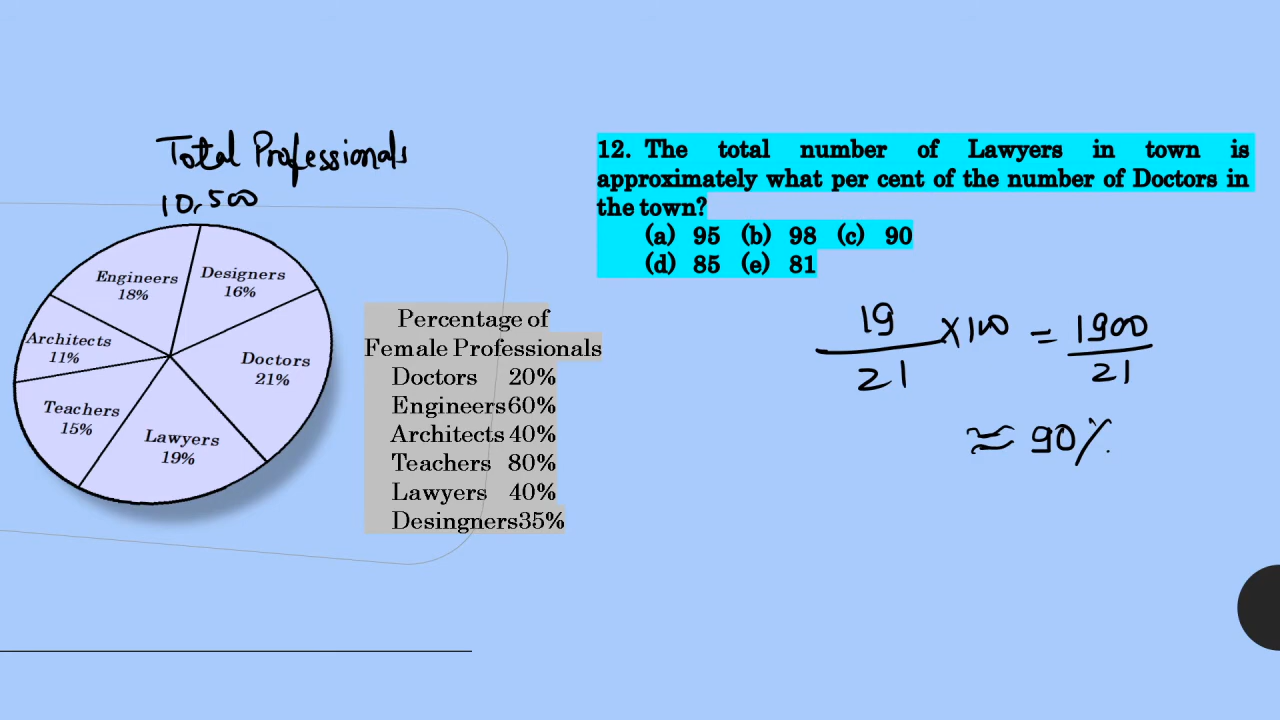 Total Professionals
10,500
Engineers
18%
Designers
16%
Architects
11%
Doctors
21%
Teachers
15%
Lawyers
19%
Percentage of
Female Professionals
Doctors 20%
Engineers60%
Architects 40%
Teachers 80%
Lawyers 40%
Desingners35%
12. The total number of Lawyers in town is
approximately what per cent of the number of Doctors in
the town?
(a) 95 (b) 98 (c) 90
(d) 85 (e) 81
19/21 ×100 = 1900/21
≈ 90%